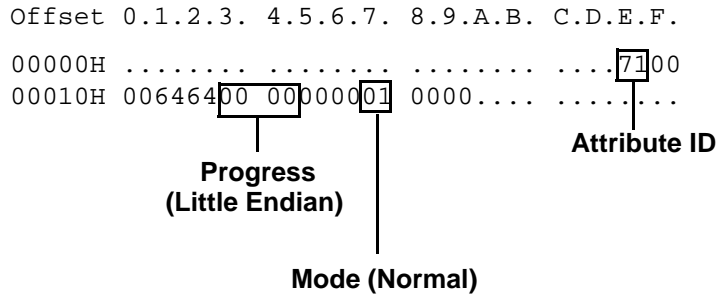 Offset 0.1.2.3. 4.5.6.7. 8.9.A.B. C.D.E.F.
00000H ........ ........ ........ ....7100
00010H 00646400 00000001 0000.... ........
Attribute ID
Progress
(Little Endian)
Mode (Normal)